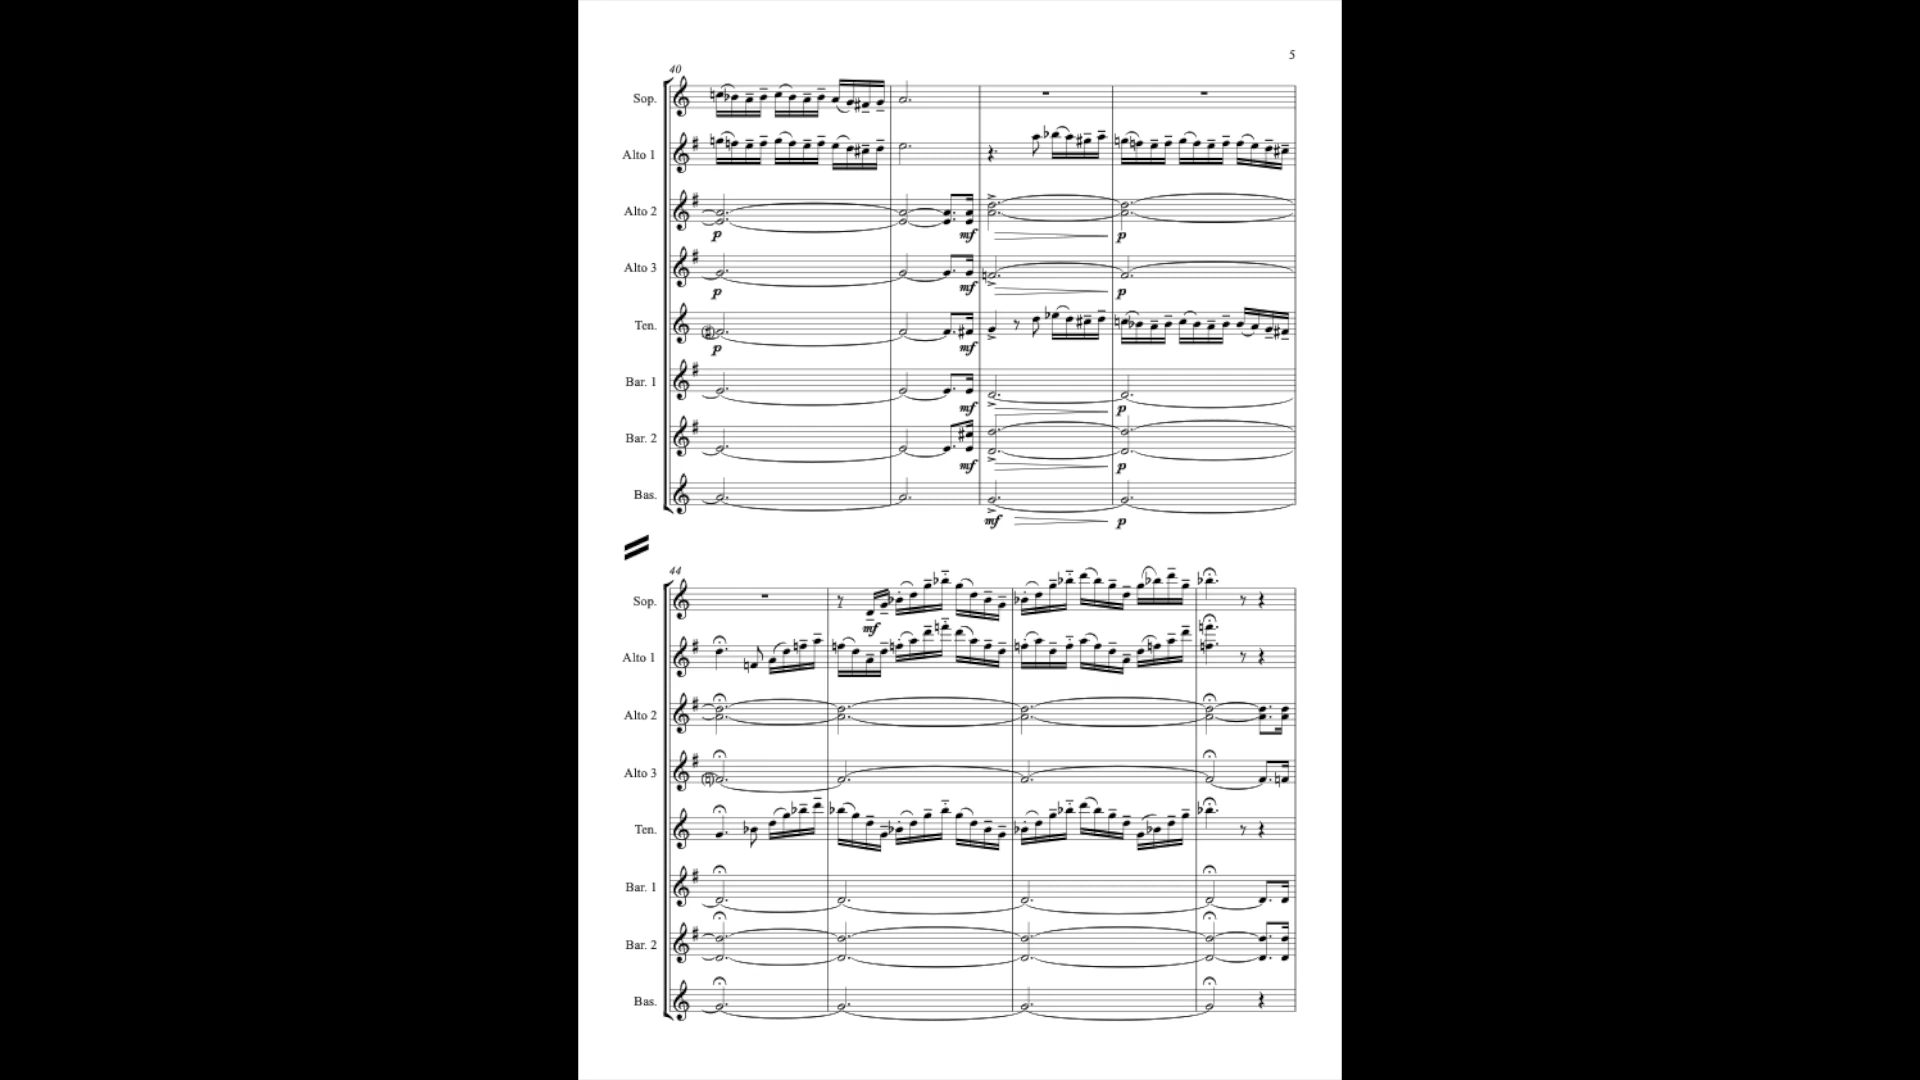 5
40
Sop.
Alto 1
Alto 2
p mf p
Alto 3
p mf p
Ten.
p mf
Bar. 1
mf p
Bar. 2
mf p
Bas.
mf p
44
Sop.
mf
Alto 1
Alto 2
Alto 3
Ten.
Bar. 1
Bar. 2
Bas.